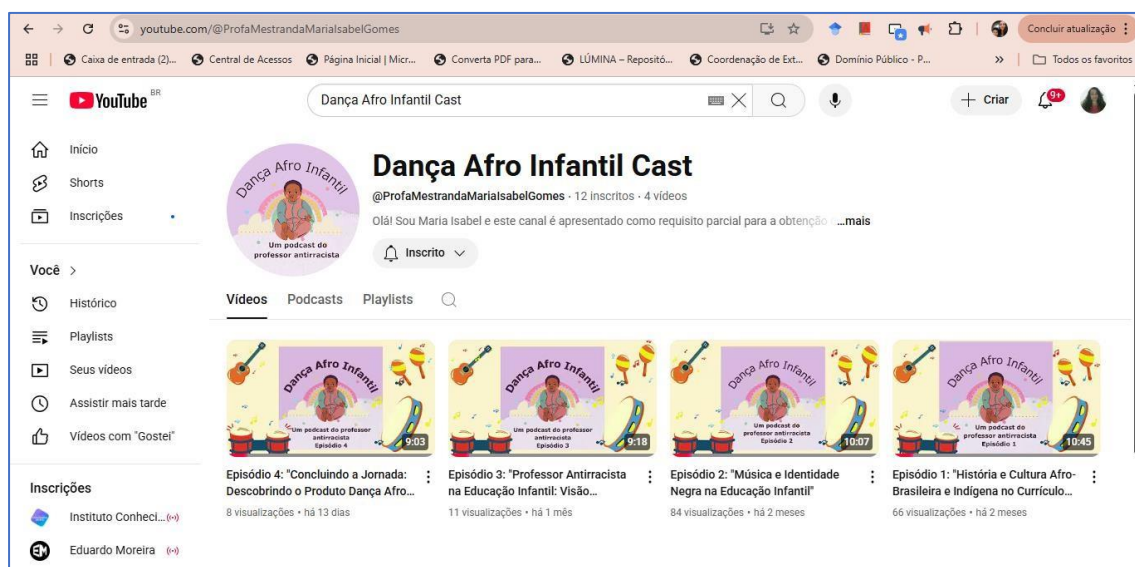 youtube.com/@ProfaMestrandaMariaIsabelGomes
Concluir atualização
Caixa de entrada (2)...
Central de Acessos
Página Inicial | Micr...
Converta PDF para...
LÚMINA – Repositó...
Coordenação de Ext...
Domínio Público - P...
»
Todos os favoritos
YouTube BR
Dança Afro Infantil Cast
Criar
9+
Início
Shorts
Inscrições
Você >
Histórico
Playlists
Seus vídeos
Assistir mais tarde
Vídeos com "Gostei"
Inscrições
Instituto Conheci...
EM
Eduardo Moreira
Dança Afro Infantil
Um podcast do
professor antirracista
Dança Afro Infantil Cast
@ProfaMestrandaMariaIsabelGomes · 12 inscritos · 4 vídeos
Olá! Sou Maria Isabel e este canal é apresentado como requisito parcial para a obtenção ...mais
Inscrito
Vídeos Podcasts Playlists
Dança Afro Infantil
Um podcast do professor
antirracista
Episódio 4
9:03
Episódio 4: "Concluindo a Jornada:
Descobrindo o Produto Dança Afro...
8 visualizações • há 13 dias
Dança Afro Infantil
Um podcast do professor
antirracista
Episódio 3
9:18
Episódio 3: "Professor Antirracista
na Educação Infantil: Visão...
11 visualizações • há 1 mês
Dança Afro Infantil
Um podcast do
professor antirracista
Episódio 2
10:07
Episódio 2: "Música e Identidade
Negra na Educação Infantil"
84 visualizações • há 2 meses
Dança Afro Infantil
Um podcast do
professor antirracista
Episódio 1
10:45
Episódio 1: "História e Cultura Afro-
Brasileira e Indígena no Currículo...
66 visualizações • há 2 meses